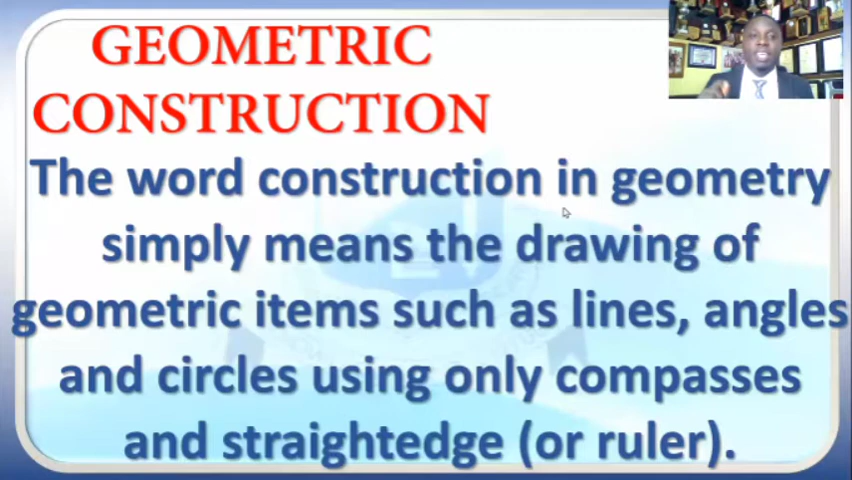 GEOMETRIC
CONSTRUCTION
The word construction in geometry
simply means the drawing of
geometric items such as lines, angles
and circles using only compasses
and straightedge (or ruler).